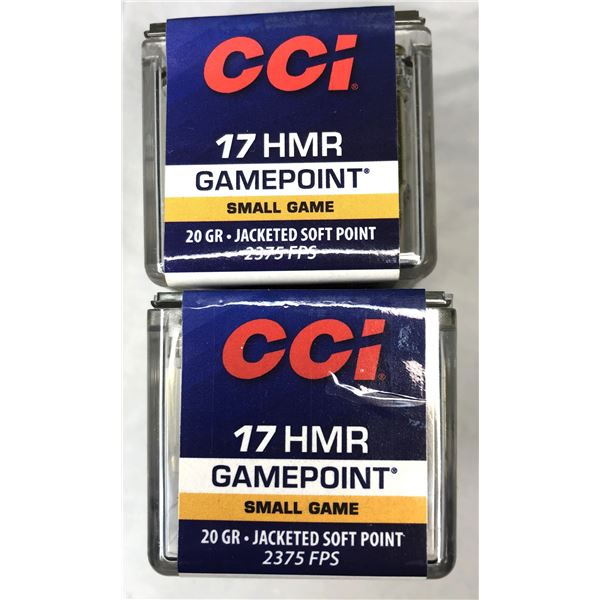 CCI®
17 HMR
GAMEPOINT®
SMALL GAME
20 GR • JACKETED SOFT POINT
2375 FPS
CCI®
17 HMR
GAMEPOINT®
SMALL GAME
20 GR • JACKETED SOFT POINT
2375 FPS